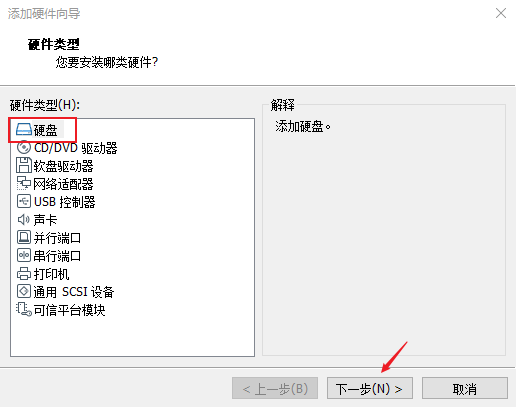 添加硬件向导
硬件类型
您要安装哪类硬件?
硬件类型(H):
硬盘
CD/DVD 驱动器
软盘驱动器
网络适配器
USB 控制器
声卡
并行端口
串行端口
打印机
通用 SCSI 设备
可信平台模块
解释
添加硬盘。
< 上一步(B)
下一步(N) >
取消